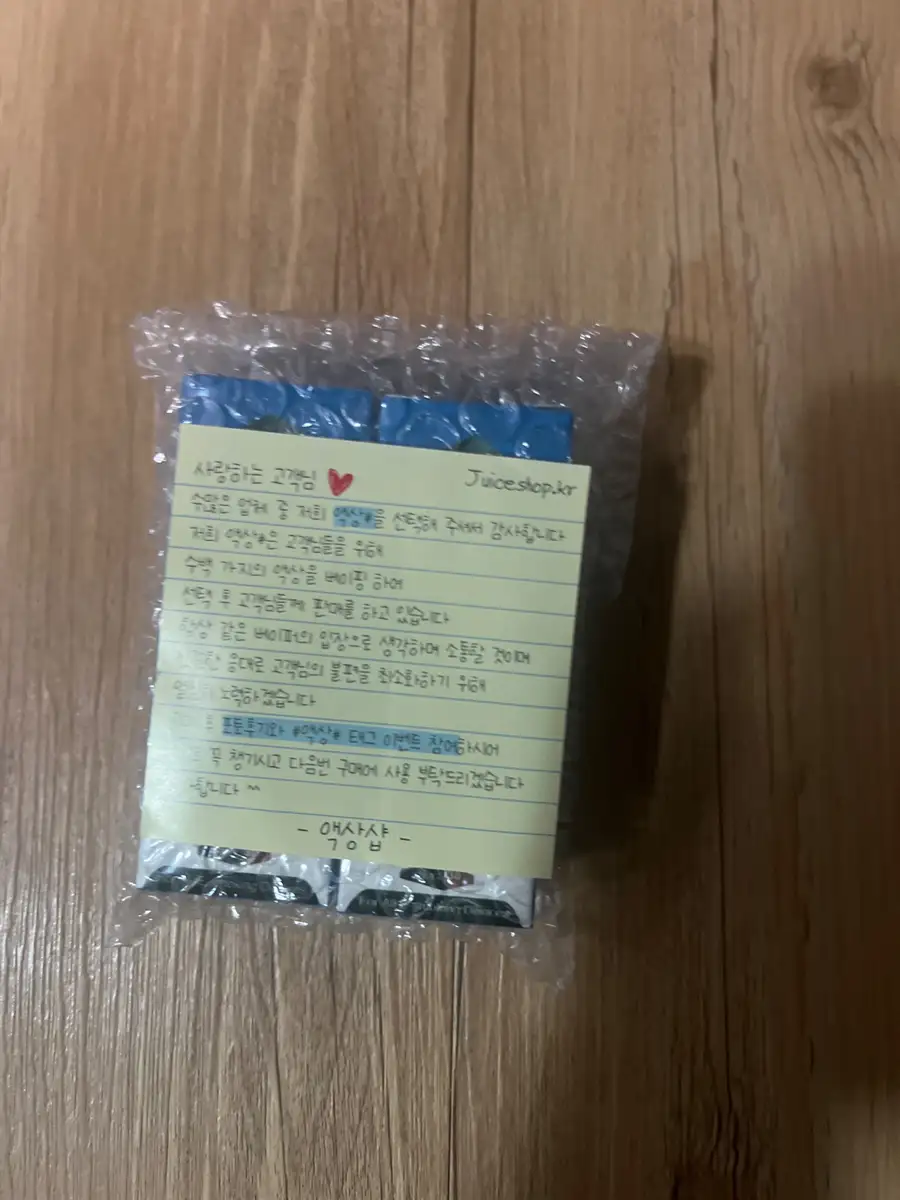 사랑하는 고객님
Juiceshop.kr
수많은 업체 중 저희 액상#을 선택해 주셔서 감사합니다
저희 액상#은 고객님들을 위해
수백 가지의 액상을 베이핑 하여
선택 후 고객님들께 판매를 하고 있습니다
항상 같은 베이퍼의 입장으로 생각하며 소통할 것이며
응대로 고객님의 불편을 최소화하기 위해
노력하겠습니다
후 포토후기와 #액상# 태그 이벤트 참여하시어
꼭 챙기시고 다음번 구매에 사용 부탁드리겠습니다
합니다 ^^
- 액상샵 -